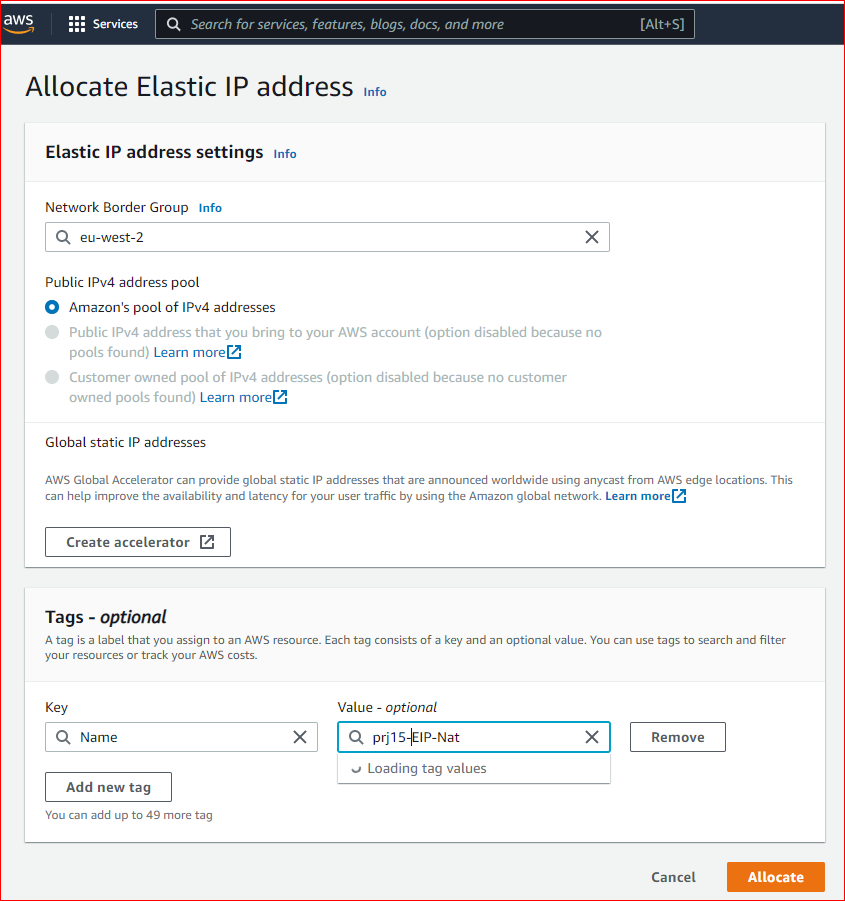 aws
Services
Search for services, features, blogs, docs, and more
[Alt+S]
Allocate Elastic IP address Info
Elastic IP address settings Info
Network Border Group Info
eu-west-2
Public IPv4 address pool
Amazon's pool of IPv4 addresses
Public IPv4 address that you bring to your AWS account (option disabled because no
pools found) Learn more
Customer owned pool of IPv4 addresses (option disabled because no customer
owned pools found) Learn more
Global static IP addresses
AWS Global Accelerator can provide global static IP addresses that are announced worldwide using anycast from AWS edge locations. This
can help improve the availability and latency for your user traffic by using the Amazon global network. Learn more
Create accelerator
Tags - optional
A tag is a label that you assign to an AWS resource. Each tag consists of a key and an optional value. You can use tags to search and filter
your resources or track your AWS costs.
Key
Value - optional
Name
prj15-EIP-Nat
Remove
Loading tag values
Add new tag
You can add up to 49 more tag
Cancel
Allocate